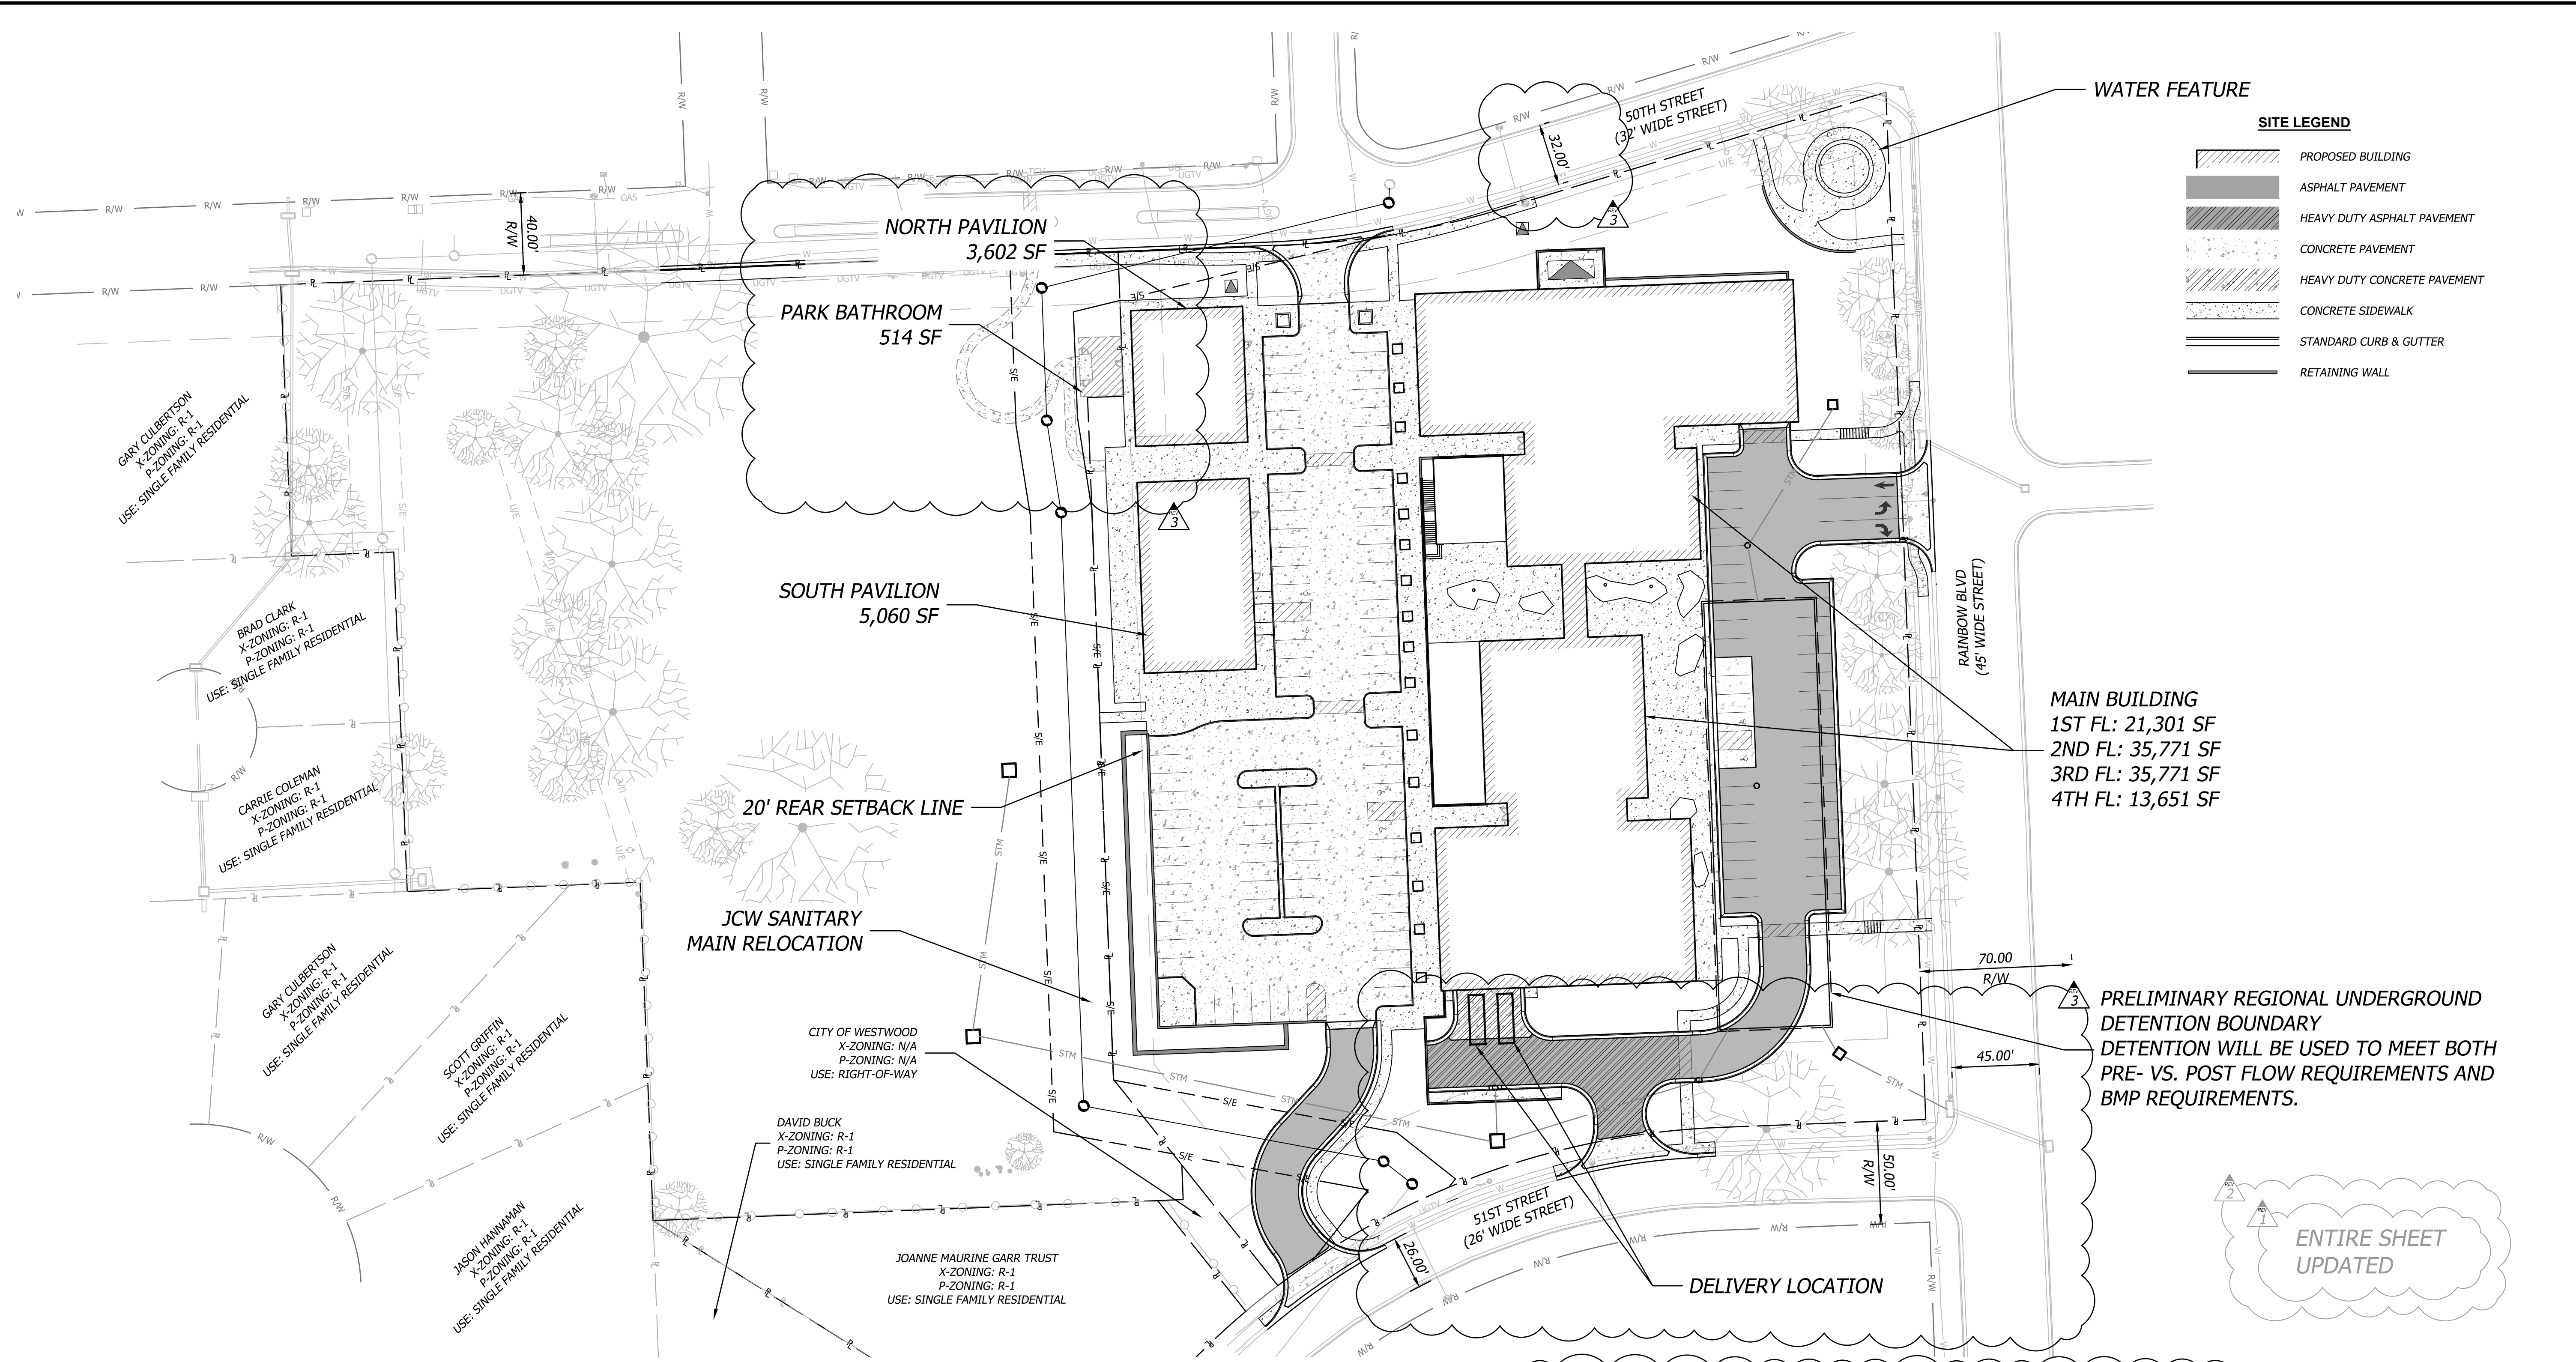 WATER FEATURE
SITE LEGEND
PROPOSED BUILDING
ASPHALT PAVEMENT
HEAVY DUTY ASPHALT PAVEMENT
CONCRETE PAVEMENT
HEAVY DUTY CONCRETE PAVEMENT
CONCRETE SIDEWALK
STANDARD CURB & GUTTER
RETAINING WALL
50TH STREET
(32' WIDE STREET)
32.00'
REV
3
40.00'
R/W
NORTH PAVILION
3,602 SF
PARK BATHROOM
514 SF
REV
3
SOUTH PAVILION
5,060 SF
GARY CULBERTSON
X-ZONING: R-1
P-ZONING: R-1
USE: SINGLE FAMILY RESIDENTIAL
BRAD CLARK
X-ZONING: R-1
P-ZONING: R-1
USE: SINGLE FAMILY RESIDENTIAL
CARRIE COLEMAN
X-ZONING: R-1
P-ZONING: R-1
USE: SINGLE FAMILY RESIDENTIAL
20' REAR SETBACK LINE
RAINBOW BLVD
(45' WIDE STREET)
MAIN BUILDING
1ST FL: 21,301 SF
2ND FL: 35,771 SF
3RD FL: 35,771 SF
4TH FL: 13,651 SF
JCW SANITARY
MAIN RELOCATION
GARY CULBERTSON
X-ZONING: R-1
P-ZONING: R-1
USE: SINGLE FAMILY RESIDENTIAL
SCOTT GRIFFIN
X-ZONING: R-1
P-ZONING: R-1
USE: SINGLE FAMILY RESIDENTIAL
JASON HANNAMAN
X-ZONING: R-1
P-ZONING: R-1
USE: SINGLE FAMILY RESIDENTIAL
CITY OF WESTWOOD
X-ZONING: N/A
P-ZONING: N/A
USE: RIGHT-OF-WAY
DAVID BUCK
X-ZONING: R-1
P-ZONING: R-1
USE: SINGLE FAMILY RESIDENTIAL
JOANNE MAURINE GARR TRUST
X-ZONING: R-1
P-ZONING: R-1
USE: SINGLE FAMILY RESIDENTIAL
70.00
R/W
45.00'
50.00'
R/W
REV
3
PRELIMINARY REGIONAL UNDERGROUND
DETENTION BOUNDARY
DETENTION WILL BE USED TO MEET BOTH
PRE- VS. POST FLOW REQUIREMENTS AND
BMP REQUIREMENTS.
51ST STREET
(26' WIDE STREET)
26.00'
DELIVERY LOCATION
REV
2
REV
1
ENTIRE SHEET
UPDATED